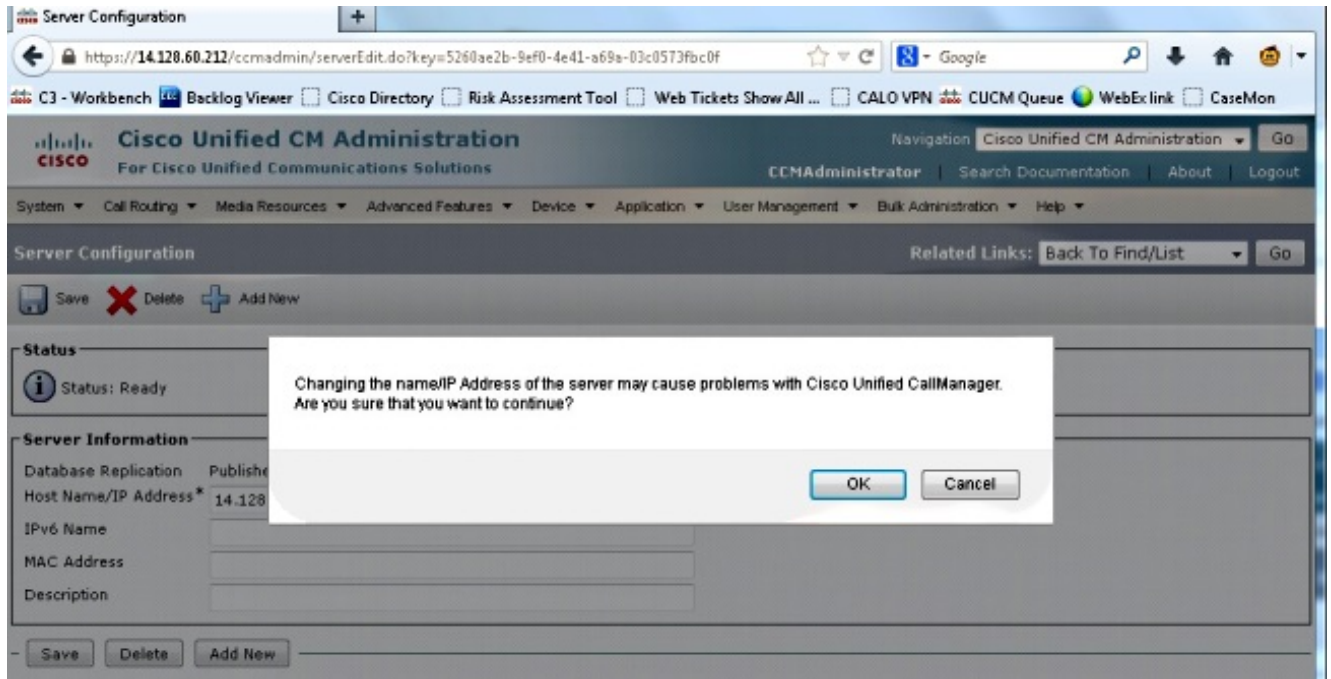 Server Configuration
+
https://14.128.60.212/ccmadmin/serverEdit.do?key=5260ae2b-9ef0-4e41-a69a-03c0573fbc0f
Google
C3 - Workbench Backlog Viewer Cisco Directory Risk Assessment Tool Web Tickets Show All ... CALO VPN CUCM Queue WebEx link CaseMon
CISCO
Cisco Unified CM Administration
For Cisco Unified Communications Solutions
Navigation Cisco Unified CM Administration Go
CCMAdministrator | Search Documentation | About | Logout
System Call Routing Media Resources Advanced Features Device Application User Management Bulk Administration Help
Server Configuration
Related Links: Back To Find/List Go
Save Delete Add New
Status
Status: Ready
Changing the name/IP Address of the server may cause problems with Cisco Unified CallManager.
Are you sure that you want to continue?
OK Cancel
Server Information
Database Replication Publishe
Host Name/IP Address* 14.128
IPv6 Name
MAC Address
Description
Save Delete Add New